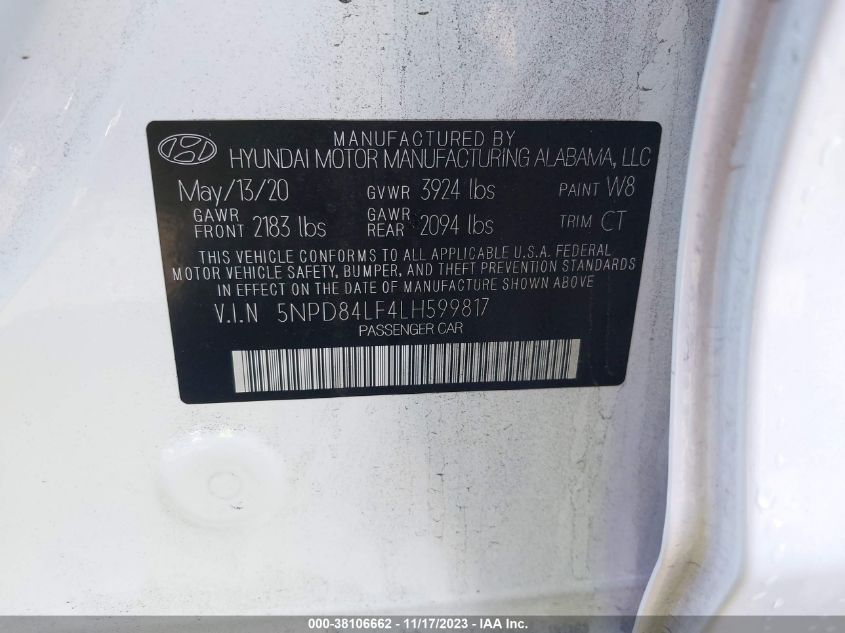 MANUFACTURED BY
HYUNDAI MOTOR MANUFACTURING ALABAMA, LLC
May/13/20 GVWR 3924 lbs PAINT W8
GAWR FRONT 2183 lbs GAWR REAR 2094 lbs TRIM CT
THIS VEHICLE CONFORMS TO ALL APPLICABLE U.S.A. FEDERAL
MOTOR VEHICLE SAFETY, BUMPER, AND THEFT PREVENTION STANDARDS
IN EFFECT ON THE DATE OF MANUFACTURE SHOWN ABOVE
V.I.N 5NPD84LF4LH599817
PASSENGER CAR
000-38106662 - 11/17/2023 - IAA Inc.